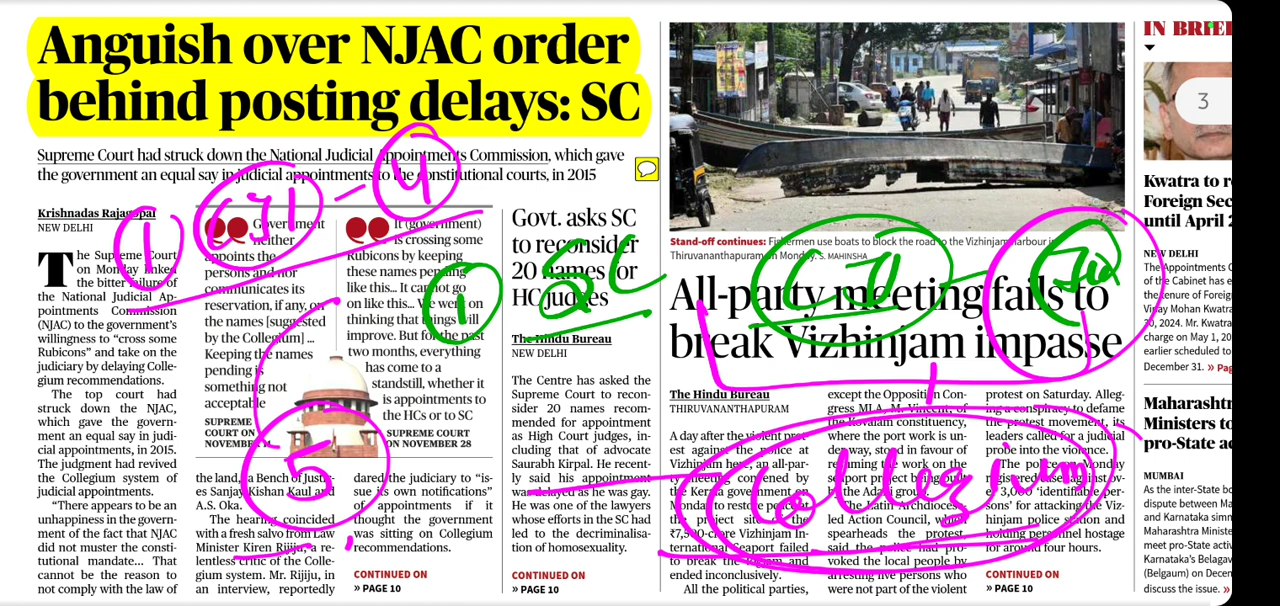 Anguish over NJAC order
behind posting delays: SC
Supreme Court had struck down the National Judicial Appointments Commission, which gave
the government an equal say in judicial appointments to the constitutional courts, in 2015
Krishnadas Rajagopal
NEW DELHI
The Supreme Court
on Monday linked
the bitter failure of
the National Judicial Ap-
pointments Commission
(NJAC) to the government's
willingness to "cross some
Rubicons" and take on the
judiciary by delaying Colle-
gium recommendations.
The top court had
struck down the NJAC,
which gave the govern-
ment an equal say in judi-
cial appointments, in 2015.
The judgment had revived
the Collegium system of
judicial appointments.
"There appears to be an
unhappiness in the govern-
ment of the fact that NJAC
did not muster the consti-
tutional mandate... That
cannot be the reason to
not comply with the law of
Government
neither
appoints the
persons and nor
communicates its
reservation, if any, on
the names [suggested
by the Collegium] ...
Keeping the names
pending is
something not
acceptable
SUPREME
COURT ON
NOVEMBER
It (government)
is crossing some
Rubicons by keeping
these names pending
like this... It cannot go
on like this... We went on
thinking that things will
improve. But for the past
two months, everything
has come to a
standstill, whether it
is appointments to
the HCs or to SC
SUPREME COURT
ON NOVEMBER 28
the land, a Bench of Justic-
es Sanjay Kishan Kaul and
A.S. Oka.
The hearing coincided
with a fresh salvo from Law
Minister Kiren Rijiju, a re-
lentless critic of the Colle-
gium system. Mr. Rijiju, in
an interview, reportedly
dared the judiciary to "is-
sue its own notifications"
of appointments if it
thought the government
was sitting on Collegium
recommendations.
CONTINUED ON
» PAGE 10
Govt. asks SC
to reconsider
20 names for
HC judges
The Hindu Bureau
NEW DELHI
The Centre has asked the
Supreme Court to recon-
sider 20 names recom-
mended for appointment
as High Court judges, in-
cluding that of advocate
Saurabh Kirpal. He recent-
ly said his appointment
was delayed as he was gay.
He was one of the lawyers
whose efforts in the SC had
led to the decriminalisa-
tion of homosexuality.
CONTINUED ON
» PAGE 10
Stand-off continues: Fishermen use boats to block the road to the Vizhinjam harbour in
Thiruvananthapuram on Monday. S. MAHINSHA
All-party meeting fails to
break Vizhinjam impasse
The Hindu Bureau
THIRUVANANTHAPURAM
A day after the violent prot-
est against the police at
Vizhinjam here, an all-par-
ty meeting convened by
the Kerala government on
Monday to restore peace at
the project site of the
₹7,500-crore Vizhinjam In-
ternational Seaport failed
to break the logjam and
ended inconclusively.
All the political parties,
except the Opposition Con-
gress MLA, M. Vincent, of
the Kovalam constituency,
where the port work is un-
derway, stood in favour of
resuming the work on the
seaport project being built
by the Adani group.
The Latin Archdiocese-
led Action Council, which
spearheads the protest,
said the police had pro-
voked the local people by
arresting five persons who
were not part of the violent
protest on Saturday. Alleg-
ing a conspiracy to defame
the protest movement, its
leaders called for a judicial
probe into the violence.
The police on Monday
registered cases against
3,000 'identifiable per-
sons' for attacking the Viz-
hinjam police station and
holding personnel hostage
for around four hours.
IN BRIEF
3
Kwatra to r
Foreign Sec
until April 2
NEW DELHI
The Appointments C
of the Cabinet has e
the tenure of Foreig
Vinay Mohan Kwatra
30, 2024. Mr. Kwatra
charge on May 1, 20
earlier scheduled to
December 31. » Pag
Maharashtr
Ministers to
pro-State ac
MUMBAI
As the inter-State bo
dispute between Ma
and Karnataka simm
Maharashtra Ministe
meet pro-State activ
Karnataka's Belagav
(Belgaum) on Decem
discuss the issue. »
1 CJI - 4
5
1 SC
CJI
Collegium